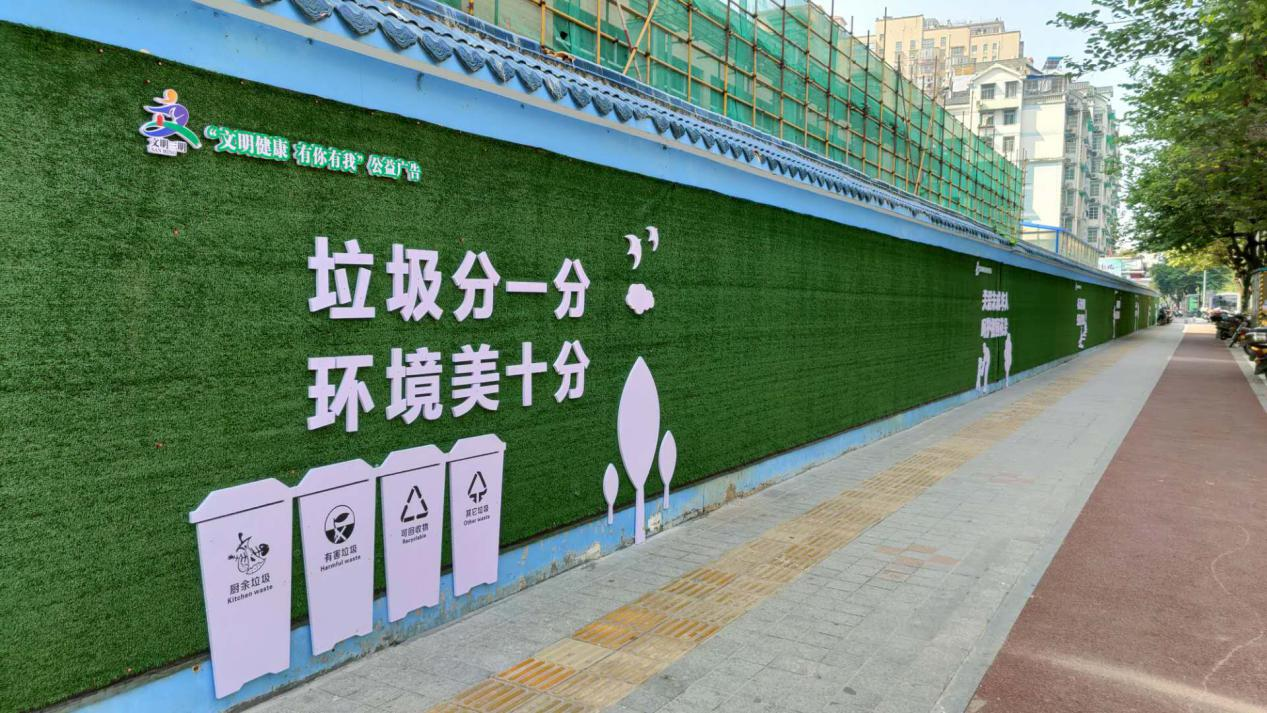 文明三明
SAN MING
“文明健康 有你有我”公益广告
垃圾分一分
环境美十分
厨余垃圾
Kitchen waste
有害垃圾
Harmful waste
可回收物
Recyclable
其它垃圾
Other waste